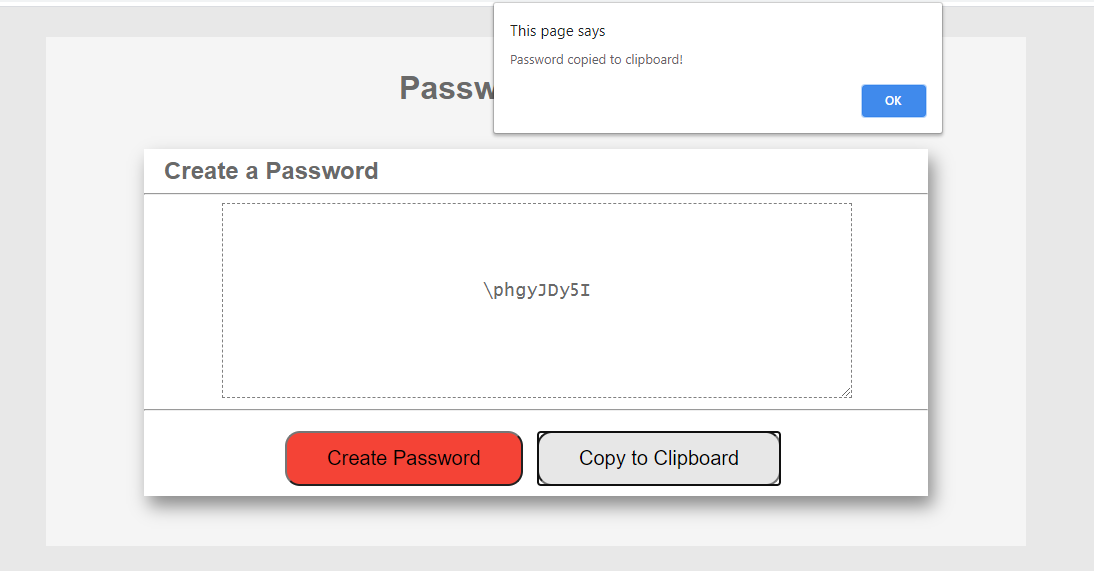 This page says
Password copied to clipboard!
OK
Passw
Create a Password
\phgyJDy5I
Create Password
Copy to Clipboard